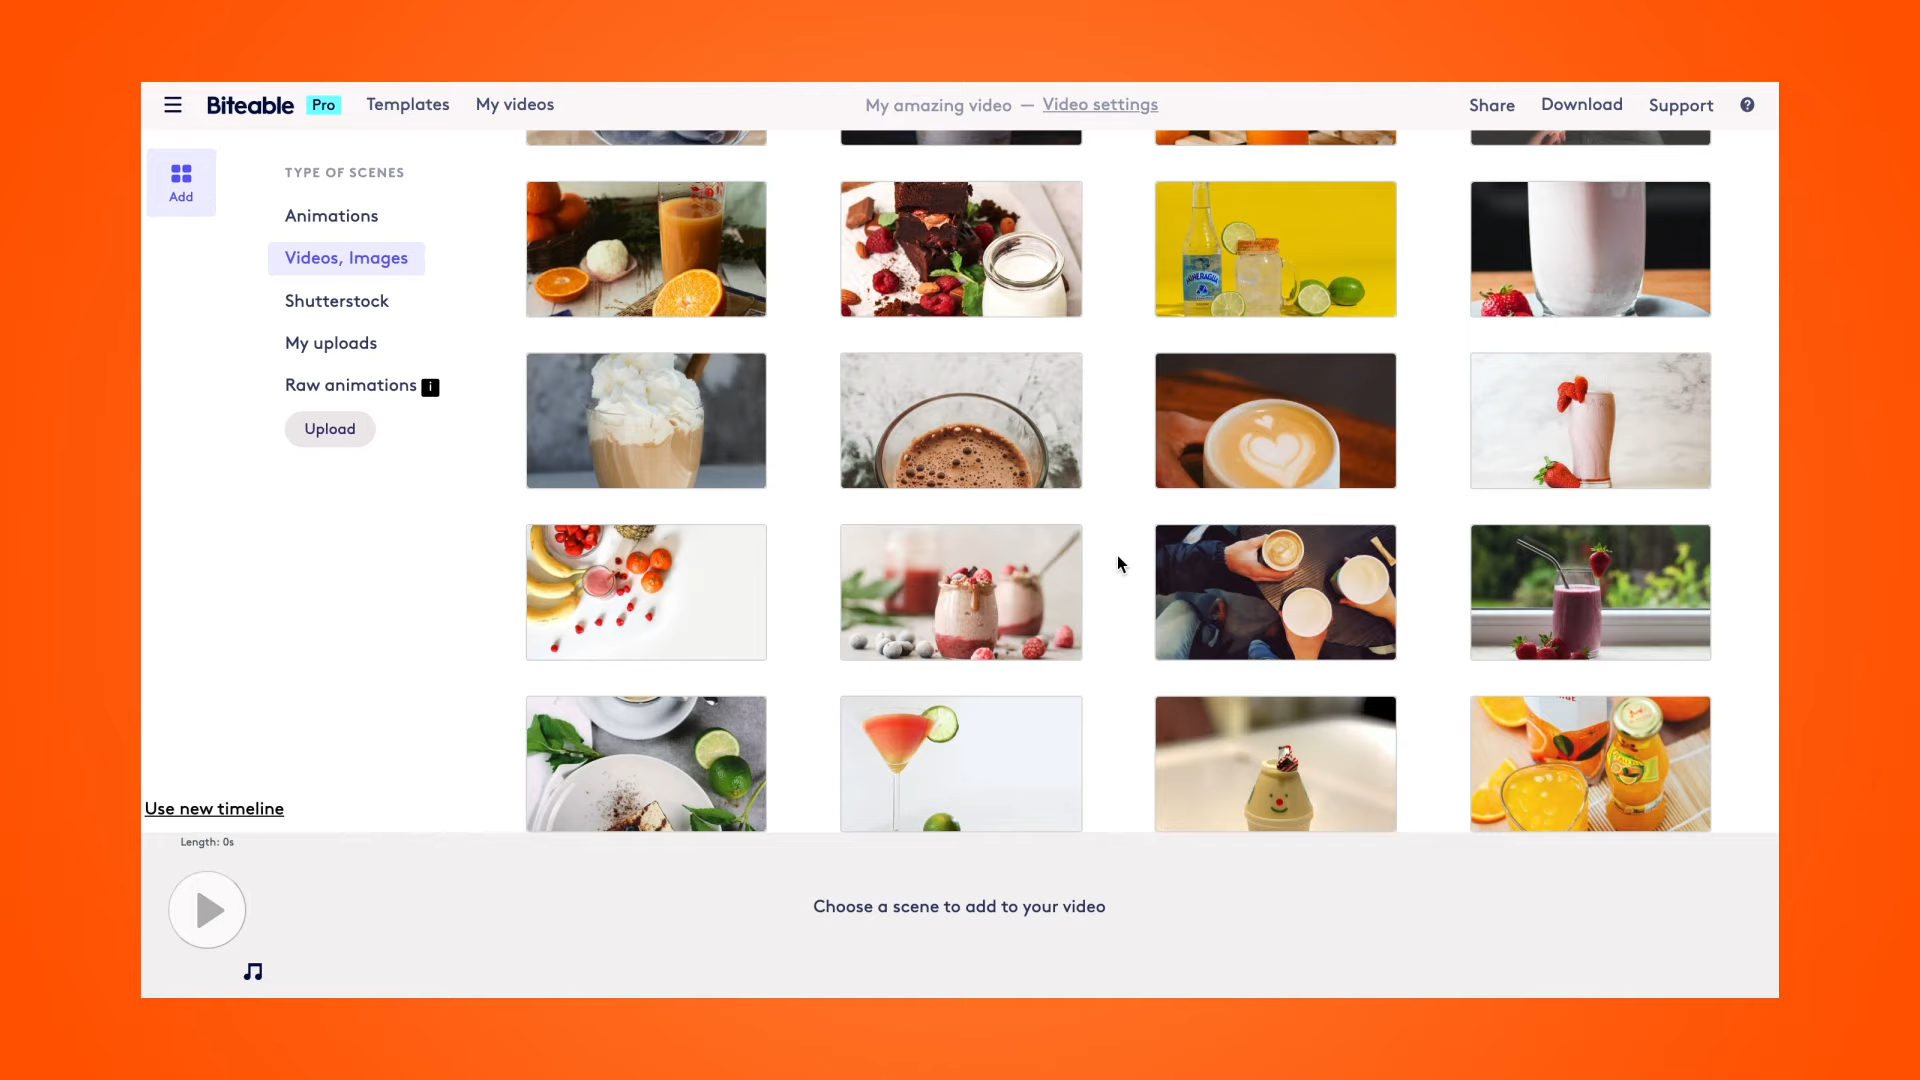 Biteable Pro Templates My videos My amazing video — Video settings Share Download Support ?
Add
TYPE OF SCENES
Animations
Videos, Images
Shutterstock
My uploads
Raw animations i
Upload
Use new timeline
Length: 0s
Choose a scene to add to your video